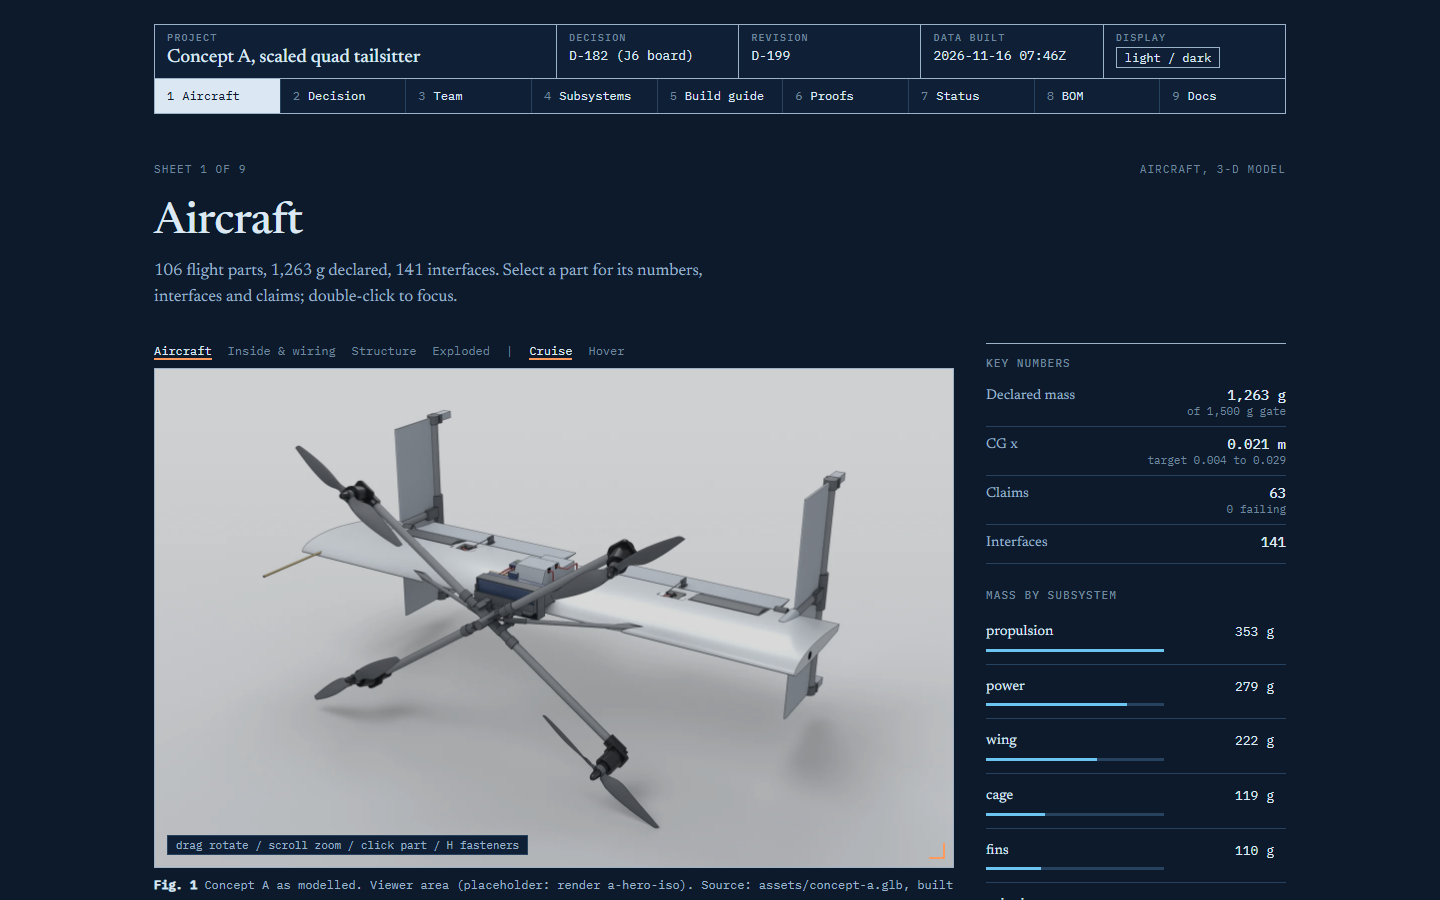 PROJECT
Concept A, scaled quad tailsitter
DECISION
D-182 (J6 board)
REVISION
D-199
DATA BUILT
2026-11-16 07:46Z
DISPLAY
light / dark
1 Aircraft
2 Decision
3 Team
4 Subsystems
5 Build guide
6 Proofs
7 Status
8 BOM
9 Docs
SHEET 1 OF 9
AIRCRAFT, 3-D MODEL
Aircraft
106 flight parts, 1,263 g declared, 141 interfaces. Select a part for its numbers,
interfaces and claims; double-click to focus.
Aircraft Inside & wiring Structure Exploded | Cruise Hover
drag rotate / scroll zoom / click part / H fasteners
Fig. 1 Concept A as modelled. Viewer area (placeholder: render a-hero-iso). Source: assets/concept-a.glb, built
KEY NUMBERS
Declared mass 1,263 g
of 1,500 g gate
CG x 0.021 m
target 0.004 to 0.029
Claims 63
0 failing
Interfaces 141
MASS BY SUBSYSTEM
propulsion 353 g
power 279 g
wing 222 g
cage 119 g
fins 110 g